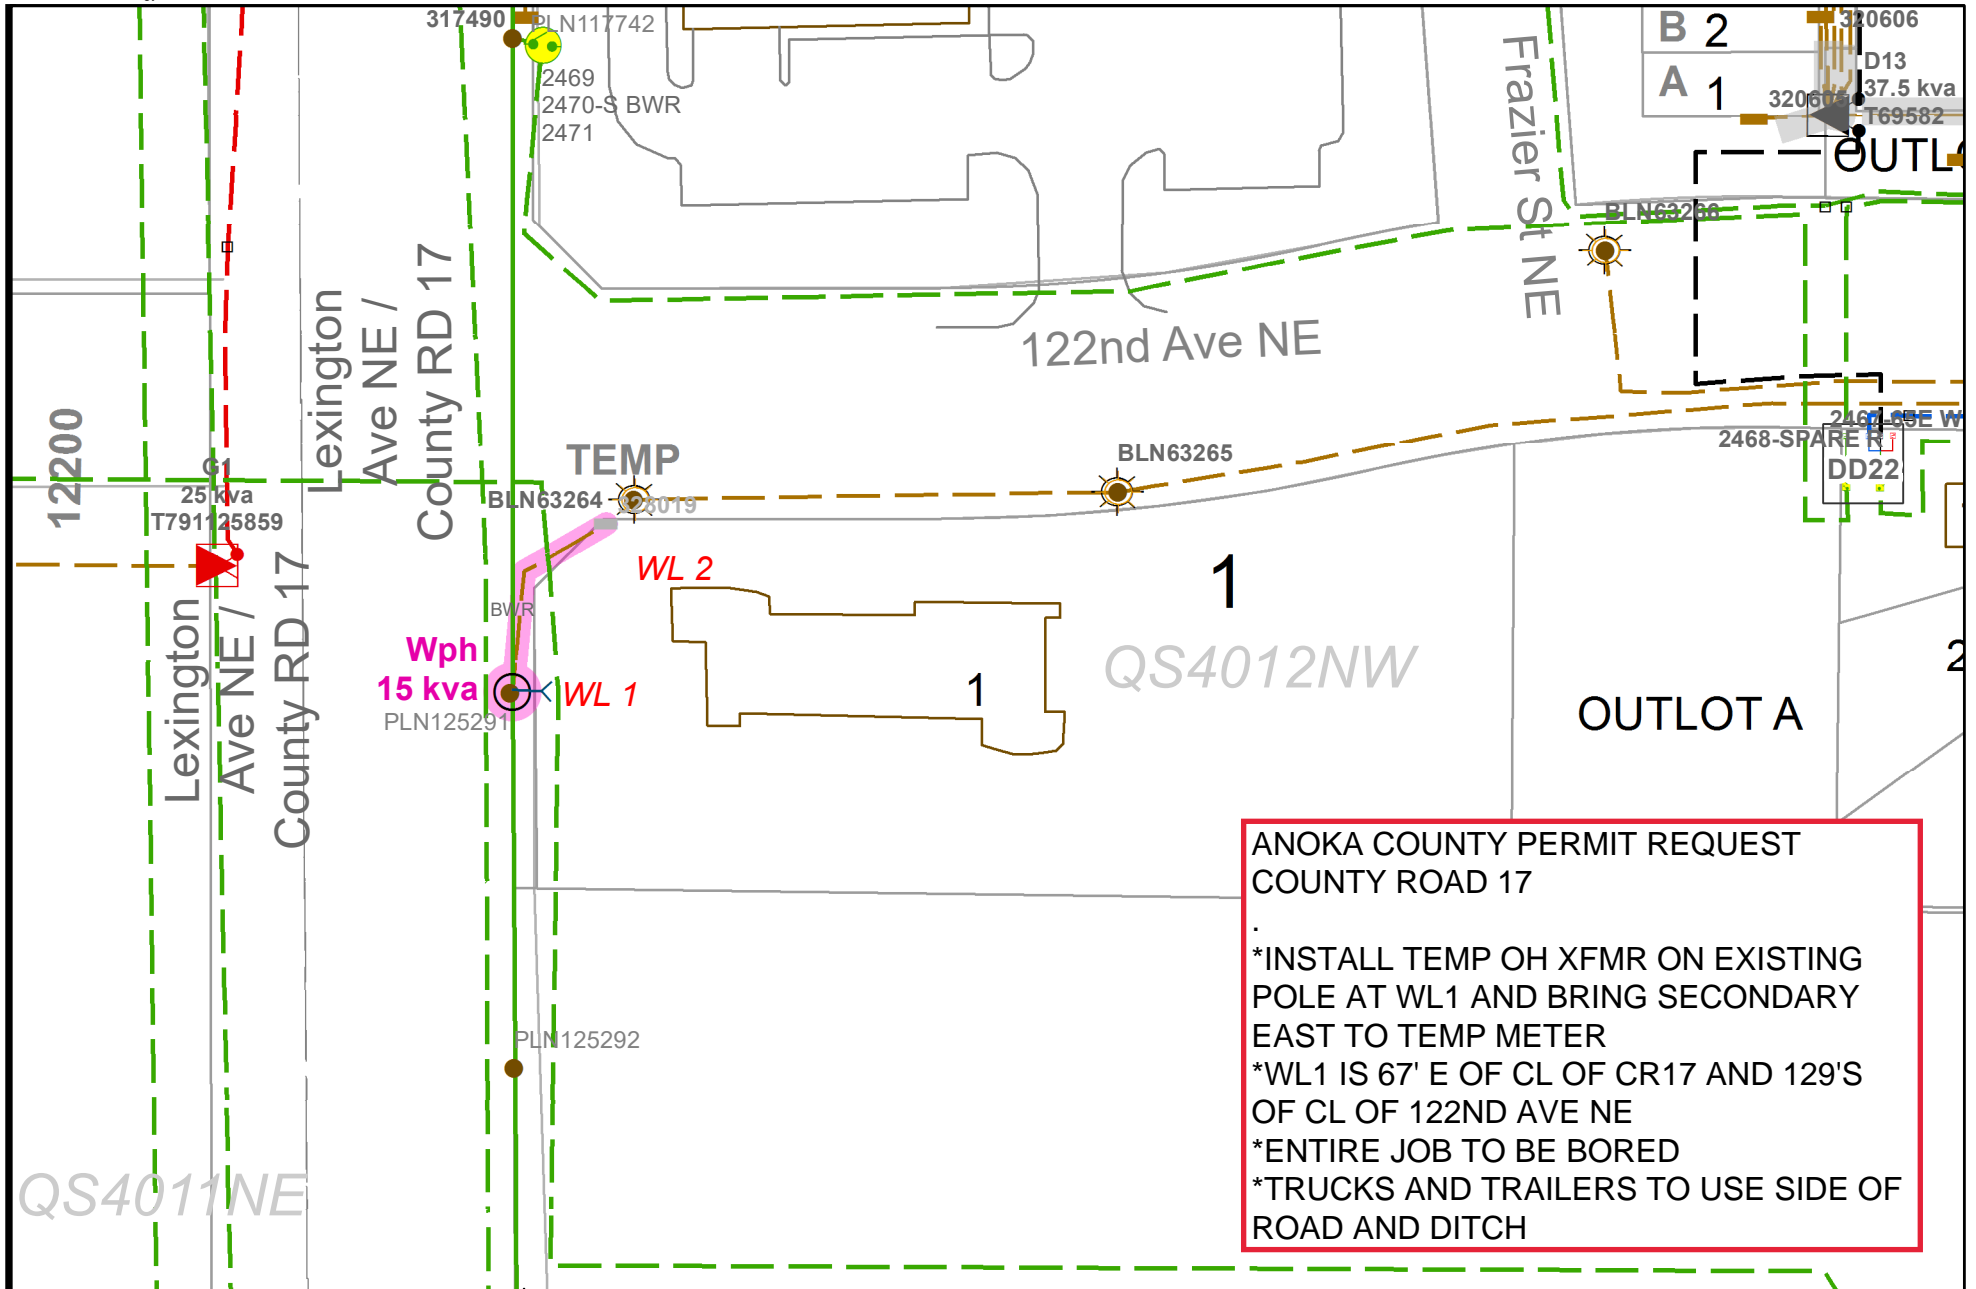 317490
PLN117742
2469
2470-S BWR
2471
Frazier St NE
B 2
A 1
320606
D13
37.5 kva
T69582
BLN63266
Lexington
Ave NE /
County RD 17
122nd Ave NE
12200
G1
25 kva
T791125859
TEMP
BLN63264
328019
BLN63265
2468-SPARE
DD22
WL 2
1
BWR
Wph
15 kva
PLN125291
WL 1
1
QS4012NW
OUTLOT A
2
Lexington
Ave NE /
County RD 17
PLN125292
QS4011NE
ANOKA COUNTY PERMIT REQUEST
COUNTY ROAD 17
.
*INSTALL TEMP OH XFMR ON EXISTING
POLE AT WL1 AND BRING SECONDARY
EAST TO TEMP METER
*WL1 IS 67' E OF CL OF CR17 AND 129'S
OF CL OF 122ND AVE NE
*ENTIRE JOB TO BE BORED
*TRUCKS AND TRAILERS TO USE SIDE OF
ROAD AND DITCH